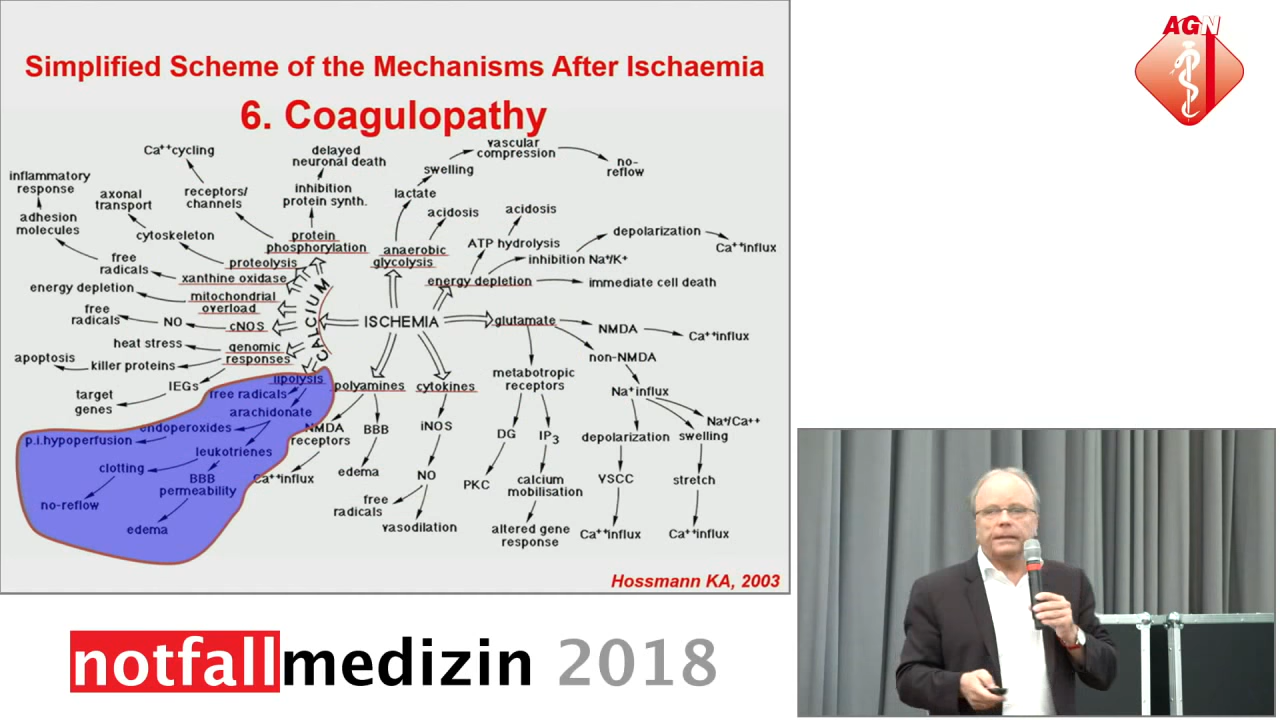 AGN
Simplified Scheme of the Mechanisms After Ischaemia
6. Coagulopathy
Ca++cycling
delayed
neuronal death
vascular
compression
no-
reflow
inflammatory
response
axonal
transport
receptors/
channels
inhibition
protein synth.
swelling
lactate
acidosis
acidosis
adhesion
molecules
cytoskeleton
protein
phosphorylation
anaerobic
glycolysis
ATP hydrolysis
depolarization
Ca++influx
free
radicals
proteolysis
inhibition Na+/K+
xanthine oxidase
energy depletion
immediate cell death
energy depletion
mitochondrial
overload
CALCIUM
free
radicals
NO
cNOS
ISCHEMIA
glutamate
NMDA
Ca++influx
heat stress
genomic
responses
non-NMDA
apoptosis
killer proteins
IEGs
target
genes
lipolysis
polyamines
cytokines
metabotropic
receptors
Na+influx
free radicals
arachidonate
endoperoxides
p.i.hypoperfusion
leukotrienes
clotting
BBB
permeability
no-reflow
edema
NMDA
receptors
BBB
iNOS
DG
IP3
depolarization
swelling
Na+/Ca++
Ca++influx
edema
NO
PKC
calcium
mobilisation
VSCC
stretch
free
radicals
vasodilation
altered gene
response
Ca++influx
Ca++influx
Hossmann KA, 2003
notfallmedizin 2018